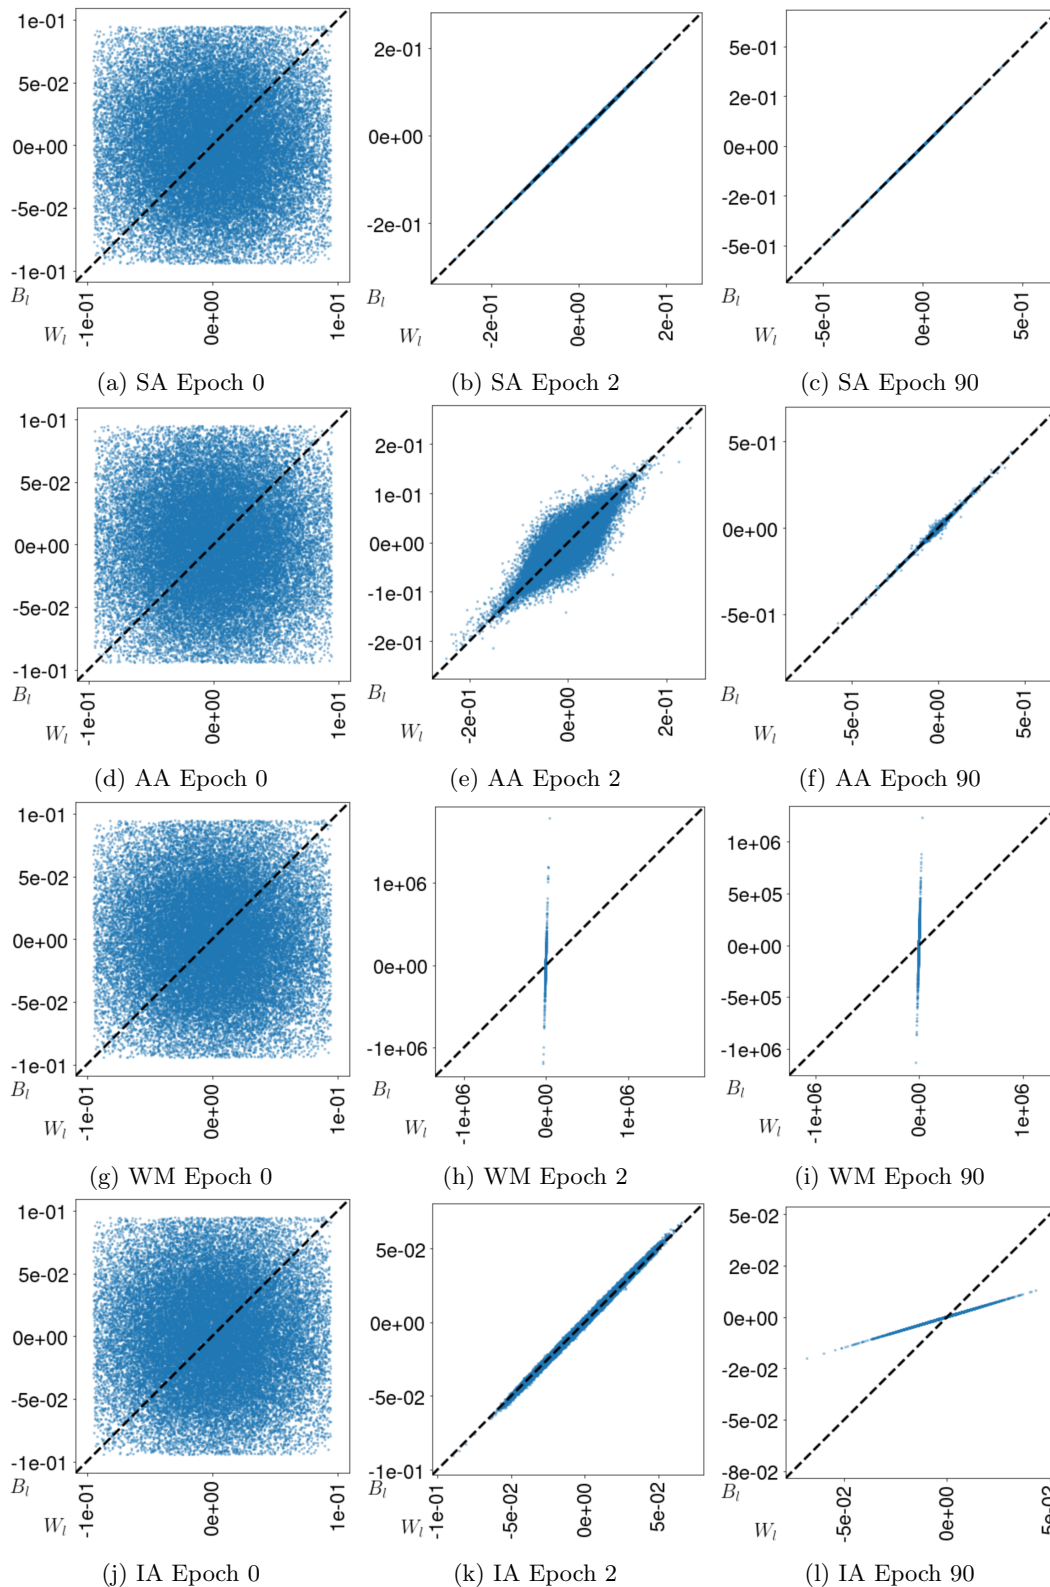 1e-01
5e-02
0e+00
-5e-02
-1e-01
B_l
W_l
-1e-01
0e+00
1e-01
(a) SA Epoch 0
2e-01
0e+00
-2e-01
B_l
W_l
-2e-01
0e+00
2e-01
(b) SA Epoch 2
5e-01
2e-01
0e+00
-2e-01
-5e-01
B_l
W_l
-5e-01
0e+00
5e-01
(c) SA Epoch 90
1e-01
5e-02
0e+00
-5e-02
-1e-01
B_l
W_l
-1e-01
0e+00
1e-01
(d) AA Epoch 0
2e-01
1e-01
0e+00
-1e-01
-2e-01
B_l
W_l
-2e-01
0e+00
2e-01
(e) AA Epoch 2
5e-01
0e+00
-5e-01
B_l
W_l
-5e-01
0e+00
5e-01
(f) AA Epoch 90
1e-01
5e-02
0e+00
-5e-02
-1e-01
B_l
W_l
-1e-01
0e+00
1e-01
(g) WM Epoch 0
1e+06
0e+00
-1e+06
B_l
W_l
-1e+06
0e+00
1e+06
(h) WM Epoch 2
1e+06
5e+05
0e+00
-5e+05
-1e+06
B_l
W_l
-1e+06
0e+00
1e+06
(i) WM Epoch 90
1e-01
5e-02
0e+00
-5e-02
-1e-01
B_l
W_l
-1e-01
0e+00
1e-01
(j) IA Epoch 0
5e-02
0e+00
-5e-02
-1e-01
B_l
W_l
-1e-01
-5e-02
0e+00
5e-02
(k) IA Epoch 2
5e-02
2e-02
0e+00
-2e-02
-5e-02
-8e-02
B_l
W_l
-5e-02
0e+00
5e-02
(l) IA Epoch 90